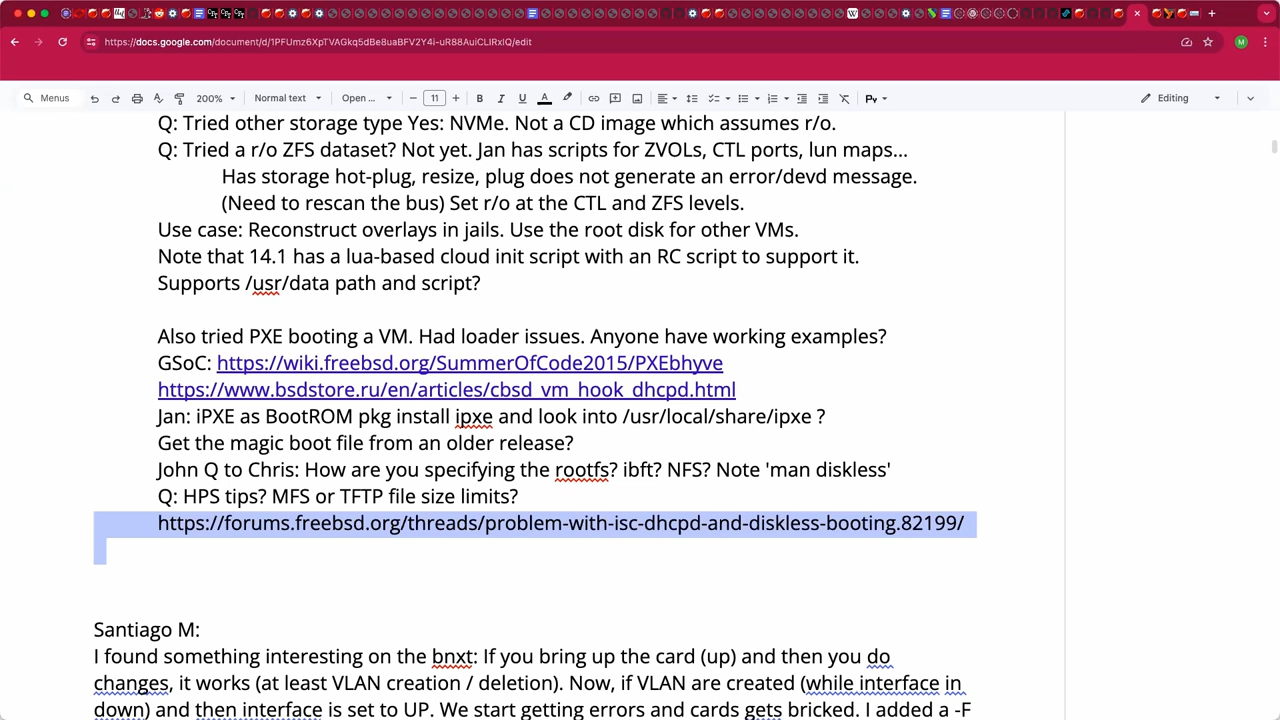 https://docs.google.com/document/d/1PFUmz6XpTVAGkq5dBe8uaBFV2Y4i-uR88AuiCLIRxIQ/edit
M
Menus
200%
Normal text
Open ...
11
Editing
Q: Tried other storage type Yes: NVMe. Not a CD image which assumes r/o.
Q: Tried a r/o ZFS dataset? Not yet. Jan has scripts for ZVOLs, CTL ports, lun maps...
Has storage hot-plug, resize, plug does not generate an error/devd message.
(Need to rescan the bus) Set r/o at the CTL and ZFS levels.
Use case: Reconstruct overlays in jails. Use the root disk for other VMs.
Note that 14.1 has a lua-based cloud init script with an RC script to support it.
Supports /usr/data path and script?
Also tried PXE booting a VM. Had loader issues. Anyone have working examples?
GSoC: https://wiki.freebsd.org/SummerOfCode2015/PXEbhyve
https://www.bsdstore.ru/en/articles/cbsd_vm_hook_dhcpd.html
Jan: iPXE as BootROM pkg install ipxe and look into /usr/local/share/ipxe ?
Get the magic boot file from an older release?
John Q to Chris: How are you specifying the rootfs? ibft? NFS? Note 'man diskless'
Q: HPS tips? MFS or TFTP file size limits?
https://forums.freebsd.org/threads/problem-with-isc-dhcpd-and-diskless-booting.82199/
Santiago M:
I found something interesting on the bnxt: If you bring up the card (up) and then you do
changes, it works (at least VLAN creation / deletion). Now, if VLAN are created (while interface in
down) and then interface is set to UP. We start getting errors and cards gets bricked. I added a -F